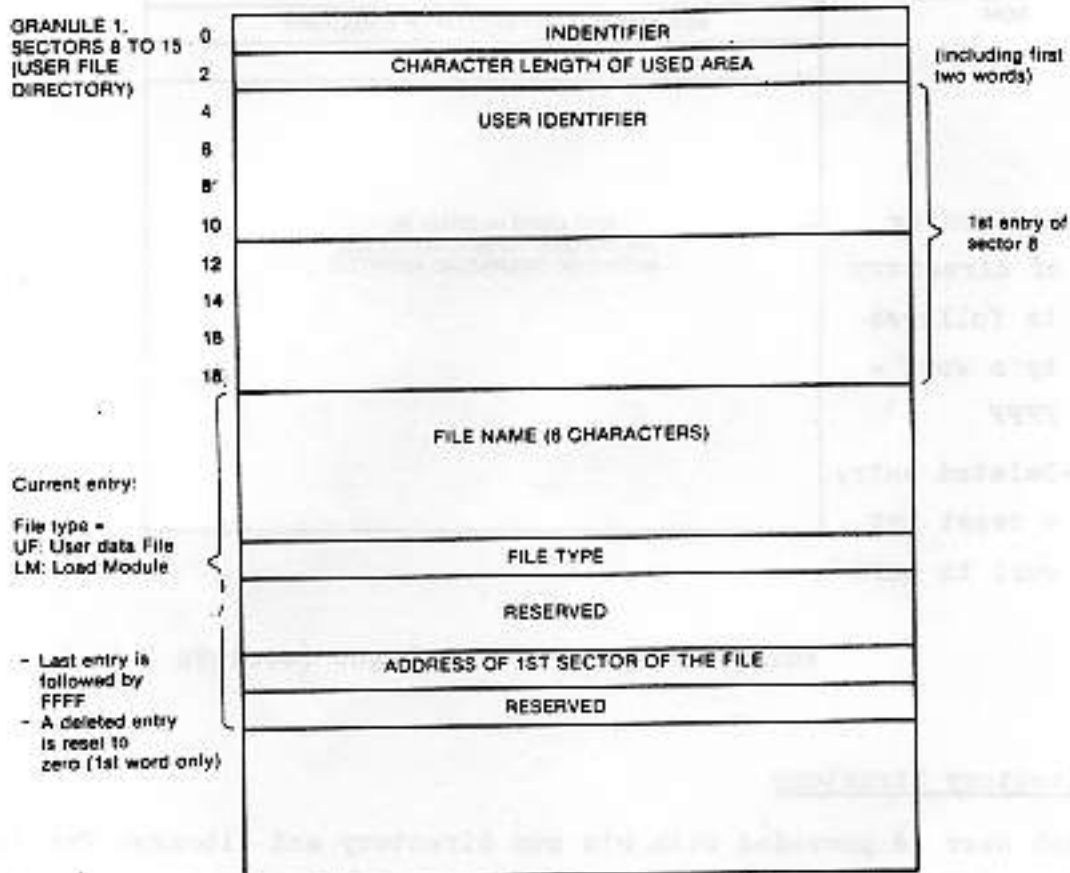 GRANULE 1.
SECTORS 8 TO 15
(USER FILE
DIRECTORY)
0
INDENTIFIER
2
CHARACTER LENGTH OF USED AREA
(including first
two words)
4
USER IDENTIFIER
6
8
10
12
14
16
18
1st entry of
sector 8
FILE NAME (6 CHARACTERS)
Current entry:
File type =
UF: User data File
LM: Load Module
FILE TYPE
RESERVED
- Last entry is
followed by
FFFF
- A deleted entry
is reset to
zero (1st word only)
ADDRESS OF 1ST SECTOR OF THE FILE
RESERVED